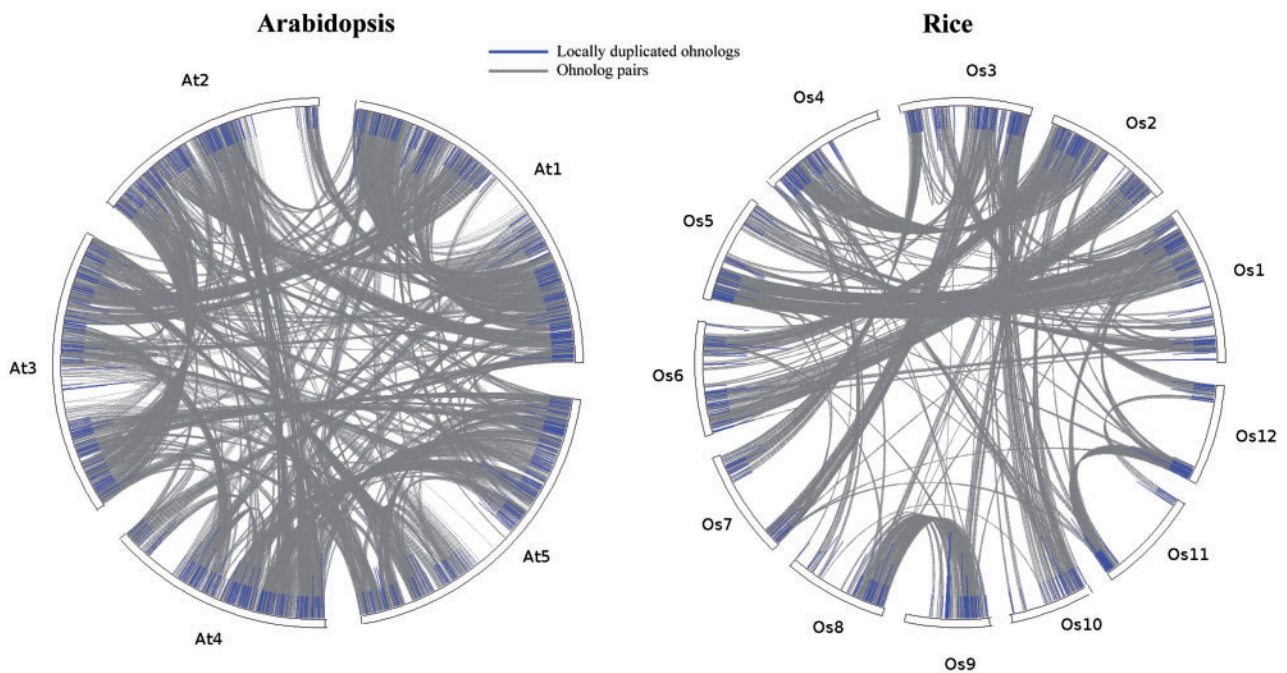 Arabidopsis
Rice
Locally duplicated ohnologs
Ohnolog pairs
At2
At1
At3
At5
At4
Os3
Os4
Os2
Os5
Os1
Os6
Os12
Os7
Os11
Os8
Os10
Os9